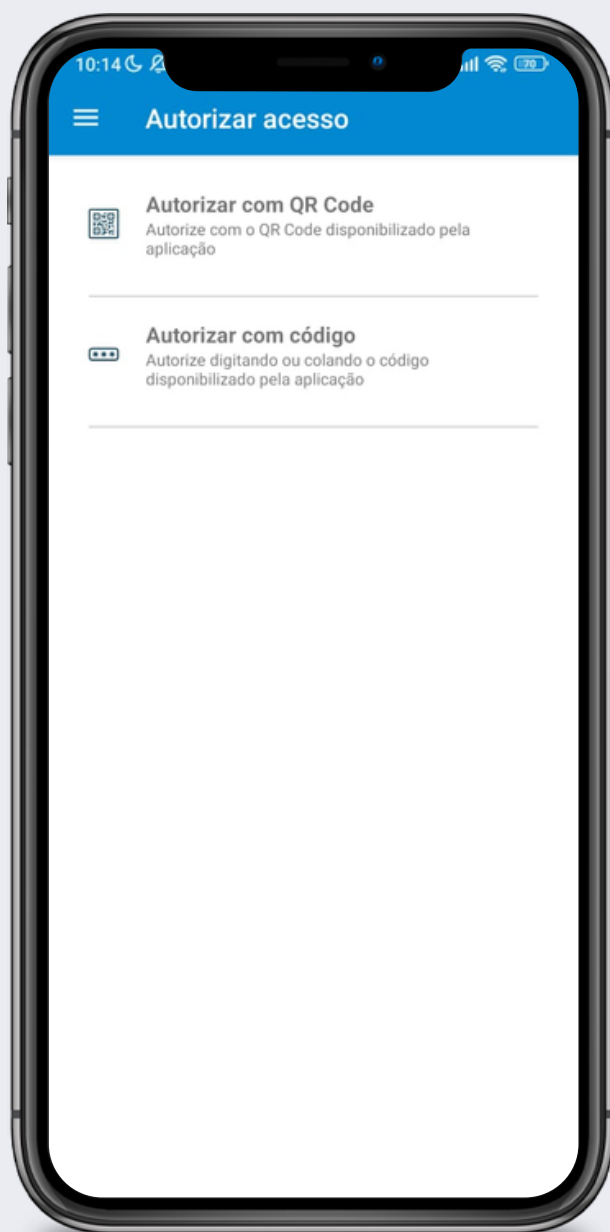 10:14
70
Autorizar acesso
Autorizar com QR Code
Autorize com o QR Code disponibilizado pela
aplicação
Autorizar com código
Autorize digitando ou colando o código
disponibilizado pela aplicação